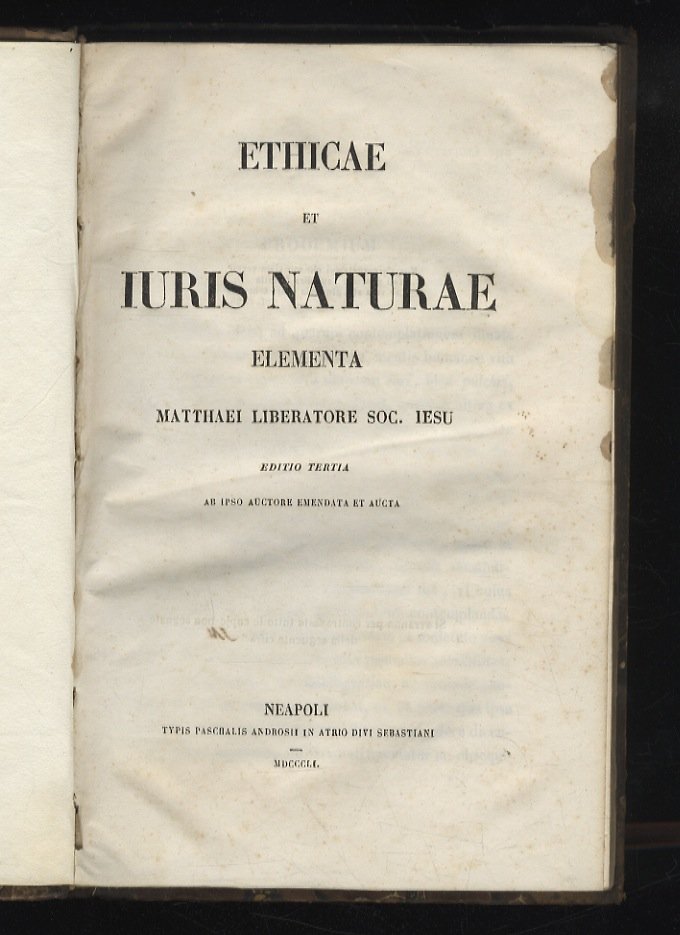 ETHICAE
ET
IURIS NATURAE
ELEMENTA
MATTHAEI LIBERATORE SOC. IESU
EDITIO TERTIA
AB IPSO AUCTORE EMENDATA ET AUCTA
NEAPOLI
TYPIS PASCHALIS ANDROSII IN ATRIO DIVI SEBASTIANI
MDCCCLI.